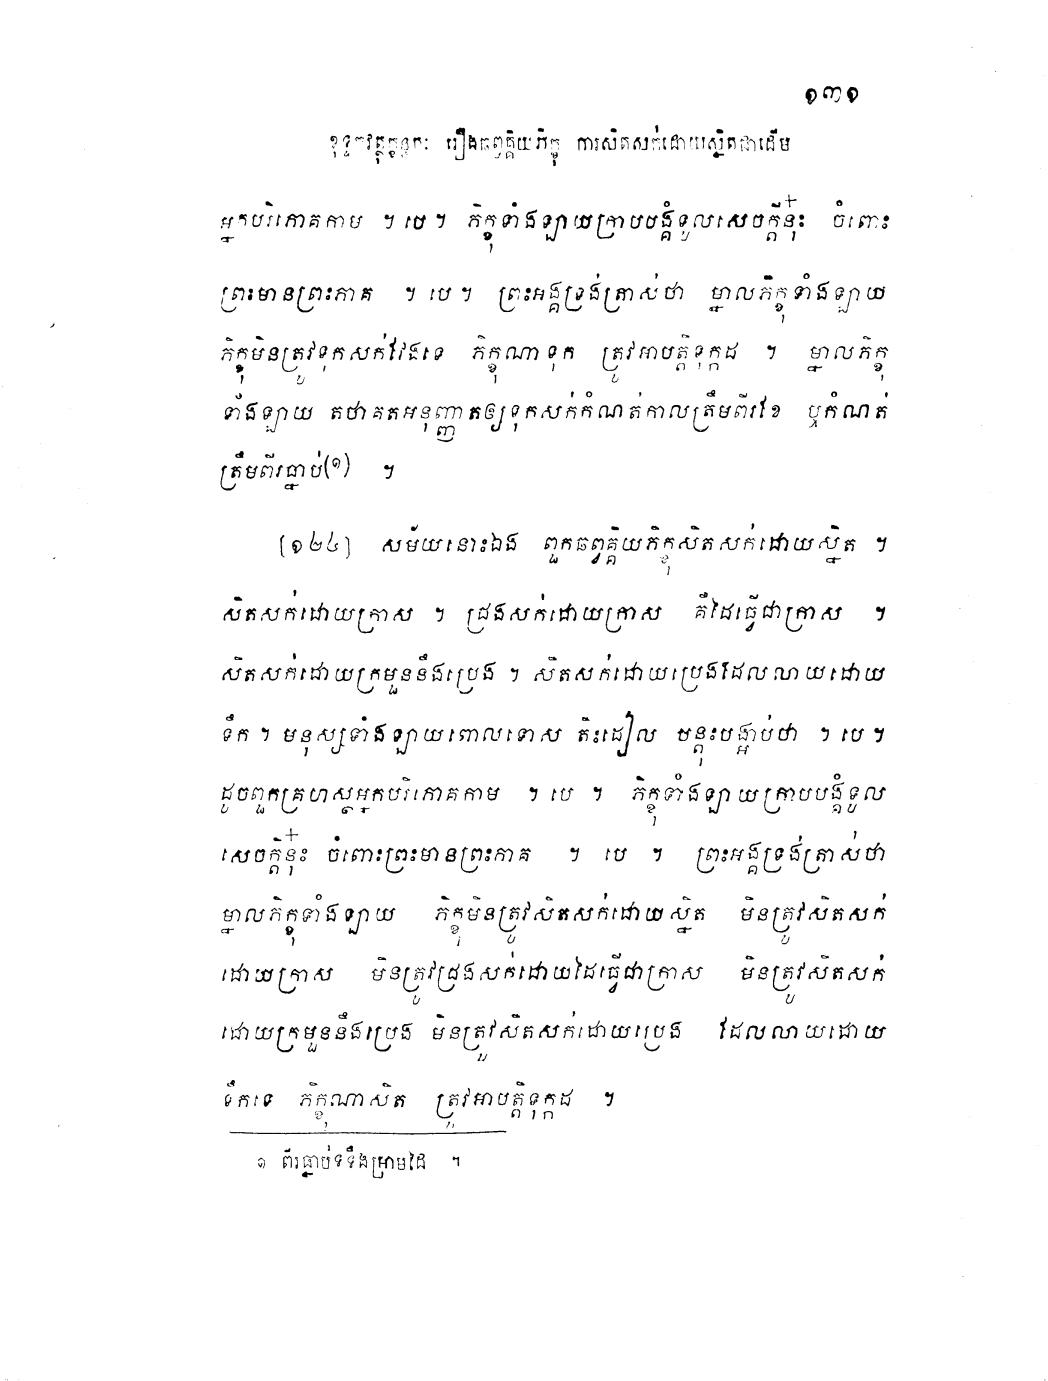 ១៣១
ខុទ្ទកវត្ថុក្ខន្ធកៈ រឿងឆព្វគ្គិយភិក្ខុ ការសិតសក់ដោយស្និតជាដើម
អ្នកបរិភោគកាម ។ បេ ។ ភិក្ខុទាំងឡាយក្រាបបង្គំទូលសេចក្តីនុ៎ះ ចំពោះ
ព្រះមានព្រះភាគ ។ បេ ។ ព្រះអង្គទ្រង់ត្រាស់ថា ម្នាលភិក្ខុទាំងឡាយ
ភិក្ខុមិនត្រូវទុកសក់វែងទេ ភិក្ខុណាទុក ត្រូវអាបត្តិទុក្កដ ។ ម្នាលភិក្ខុ
ទាំងឡាយ តថាគតអនុញ្ញាតឲ្យទុកសក់កំណត់កាលត្រឹមពីរខែ ឬកំណត់
ត្រឹមពីរធ្នាប់(១) ។
[១២៤] សម័យនោះឯង ពួកឆព្វគ្គិយភិក្ខុសិតសក់ដោយស្និត ។
សិតសក់ដោយក្រាស ។ ជ្រងសក់ដោយក្រាស គឺដៃធ្វើជាក្រាស ។
សិតសក់ដោយក្រមួននឹងប្រេង ។ សិតសក់ដោយប្រេងដែលលាយដោយ
ទឹក ។ មនុស្សទាំងឡាយពោលទោស តិះដៀល បន្តុះបង្អាប់ថា ។ បេ ។
ដូចពួកគ្រហស្ថអ្នកបរិភោគកាម ។ បេ ។ ភិក្ខុទាំងឡាយក្រាបបង្គំទូល
សេចក្តីនុ៎ះ ចំពោះព្រះមានព្រះភាគ ។ បេ ។ ព្រះអង្គទ្រង់ត្រាស់ថា
ម្នាលភិក្ខុទាំងឡាយ ភិក្ខុមិនត្រូវសិតសក់ដោយស្និត មិនត្រូវសិតសក់
ដោយក្រាស មិនត្រូវជ្រងសក់ដោយដៃធ្វើជាក្រាស មិនត្រូវសិតសក់
ដោយក្រមួននឹងប្រេង មិនត្រូវសិតសក់ដោយប្រេង ដែលលាយដោយ
ទឹកទេ ភិក្ខុណាសិត ត្រូវអាបត្តិទុក្កដ ។
១ ពីរធ្នាប់ទទឹងម្រាមដៃ ។